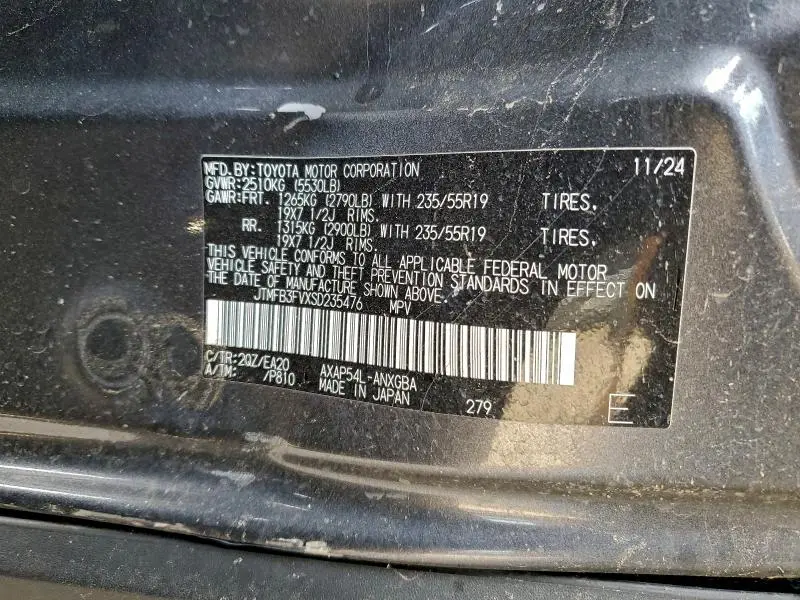 MFD. BY: TOYOTA MOTOR CORPORATION 11/24
GVWR: 2510KG (5530LB)
GAWR: FRT. 1265KG (2790LB) WITH 235/55R19 TIRES.
19X7 1/2J RIMS.
RR. 1315KG (2900LB) WITH 235/55R19 TIRES.
19X7 1/2J RIMS.
THIS VEHICLE CONFORMS TO ALL APPLICABLE FEDERAL MOTOR
VEHICLE SAFETY AND THEFT PREVENTION STANDARDS IN EFFECT ON
THE DATE OF MANUFACTURE SHOWN ABOVE.
JTMFB3FVXSD235476 MPV
C/TR: 2QZ/EA20 AXAP54L-ANXGBA
A/TM: /P810 MADE IN JAPAN 279 E